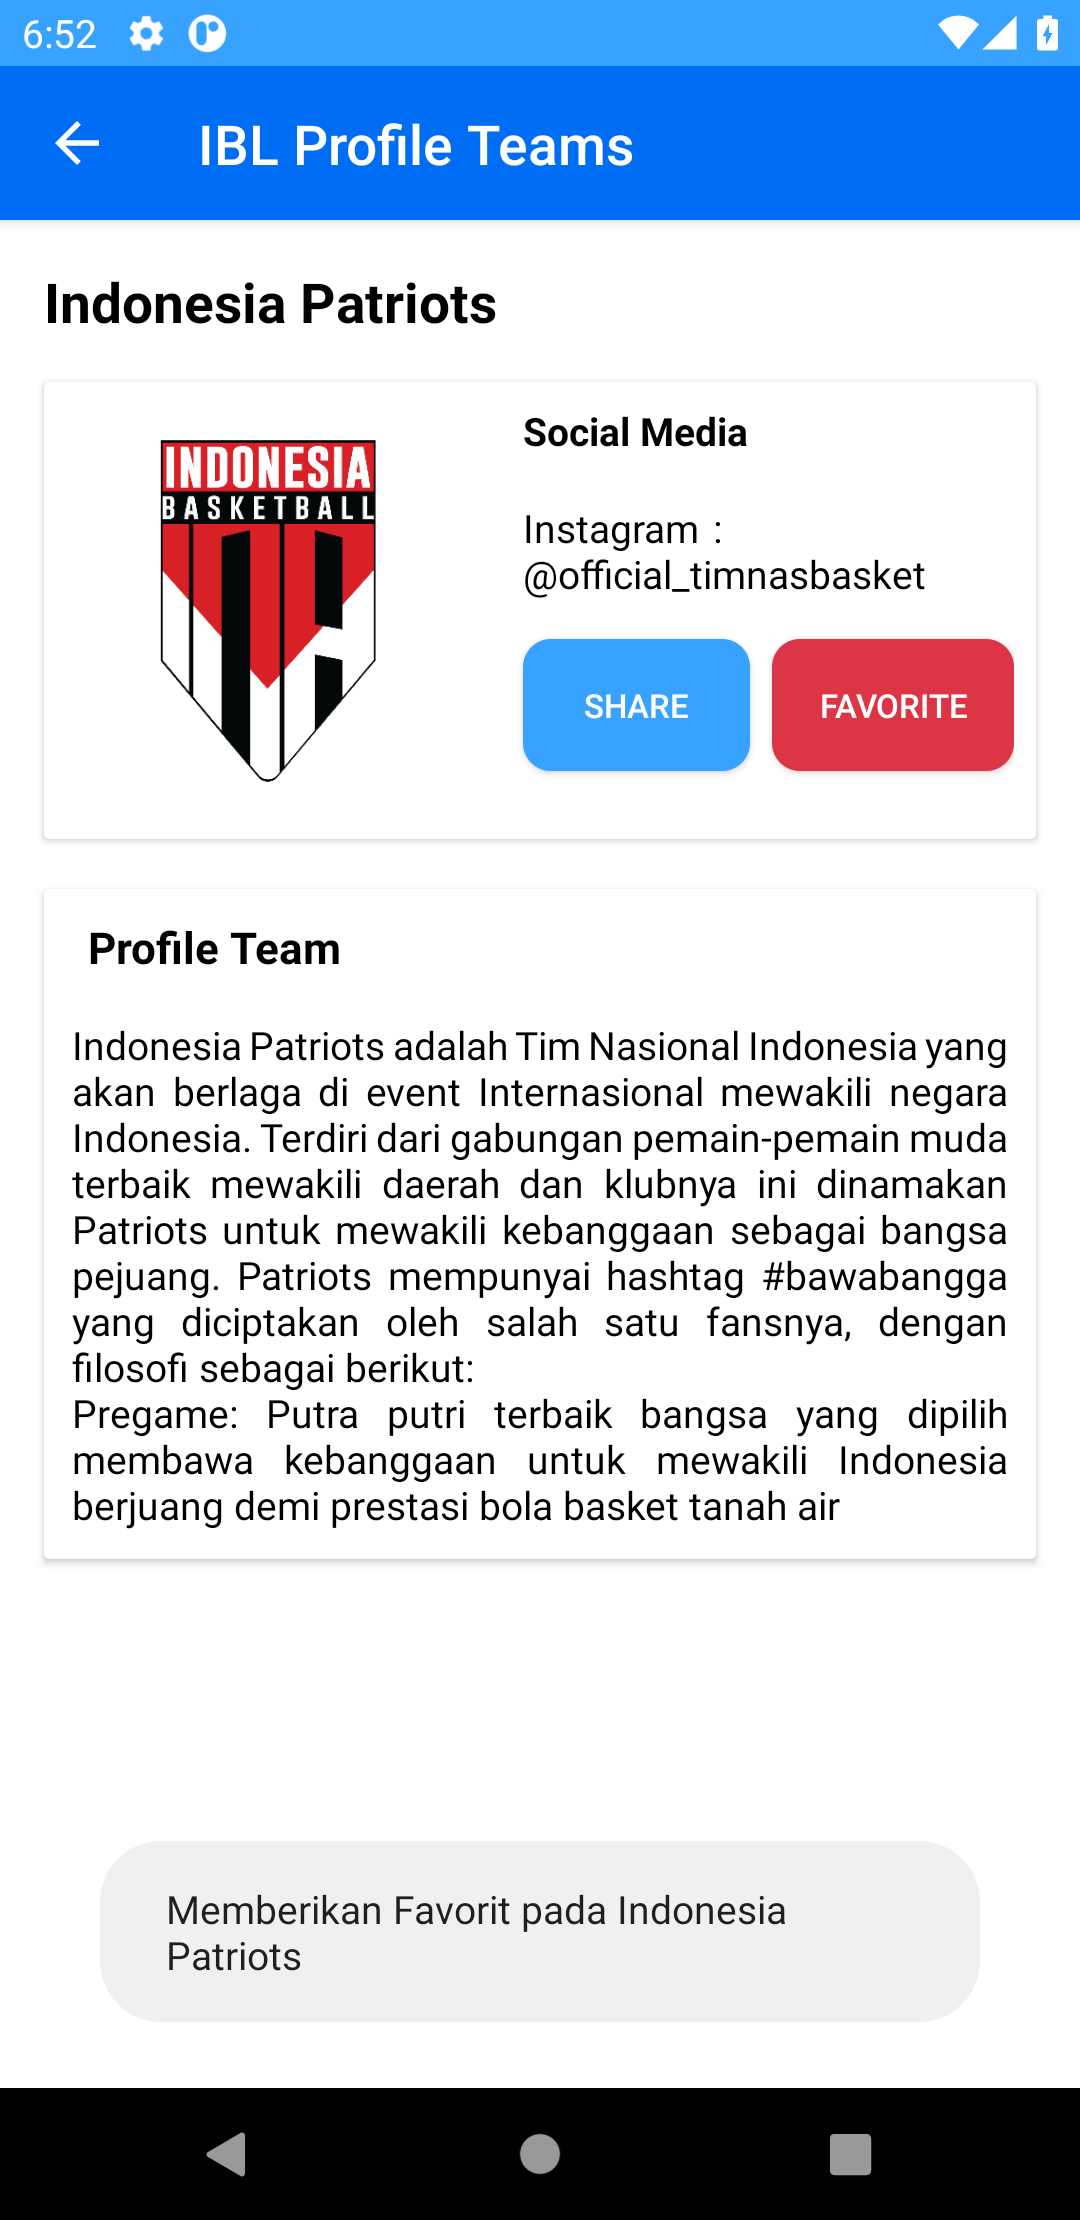 6:52
IBL Profile Teams
Indonesia Patriots
INDONESIA
BASKETBALL
Social Media
Instagram :
@official_timnasbasket
SHARE
FAVORITE
Profile Team
Indonesia Patriots adalah Tim Nasional Indonesia yang
akan berlaga di event Internasional mewakili negara
Indonesia. Terdiri dari gabungan pemain-pemain muda
terbaik mewakili daerah dan klubnya ini dinamakan
Patriots untuk mewakili kebanggaan sebagai bangsa
pejuang. Patriots mempunyai hashtag #bawabangga
yang diciptakan oleh salah satu fansnya, dengan
filosofi sebagai berikut:
Pregame: Putra putri terbaik bangsa yang dipilih
membawa kebanggaan untuk mewakili Indonesia
berjuang demi prestasi bola basket tanah air
Memberikan Favorit pada Indonesia
Patriots